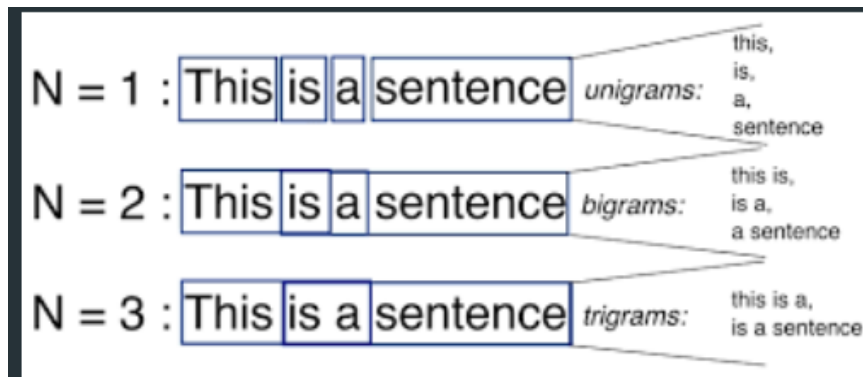 N = 1 : This is a sentence unigrams:
this,
is,
a,
sentence
N = 2 : This is a sentence bigrams:
this is,
is a,
a sentence
N = 3 : This is a sentence trigrams:
this is a,
is a sentence